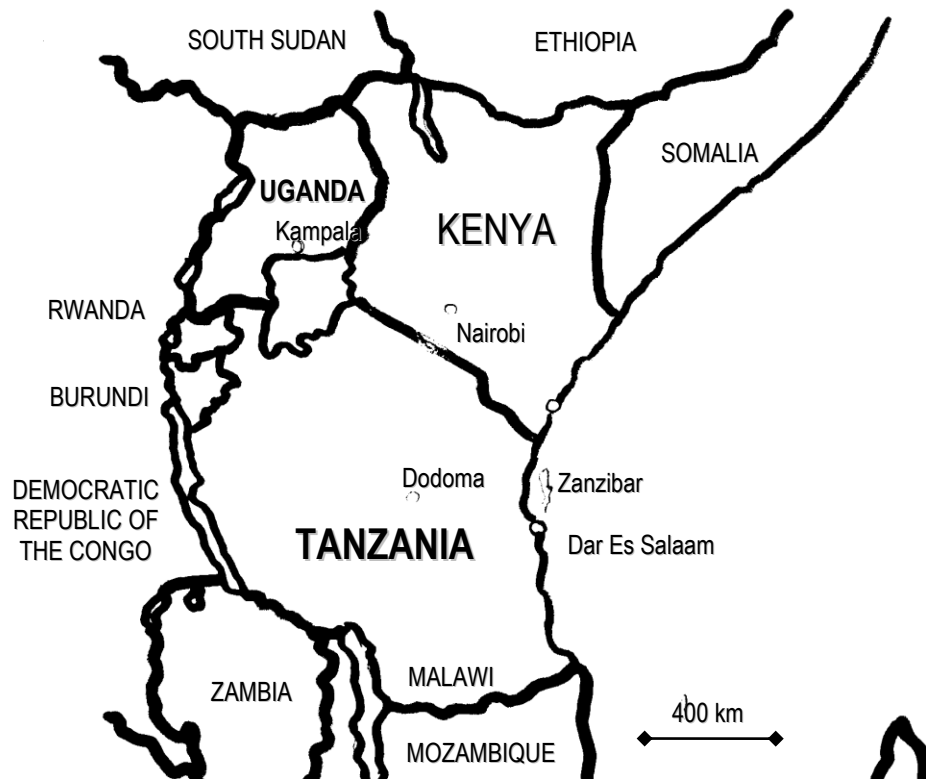 SOUTH SUDAN
ETHIOPIA
SOMALIA
UGANDA
Kampala
KENYA
RWANDA
Nairobi
BURUNDI
Dodoma
Zanzibar
DEMOCRATIC
REPUBLIC OF
THE CONGO
TANZANIA
Dar Es Salaam
MALAWI
ZAMBIA
400 km
MOZAMBIQUE